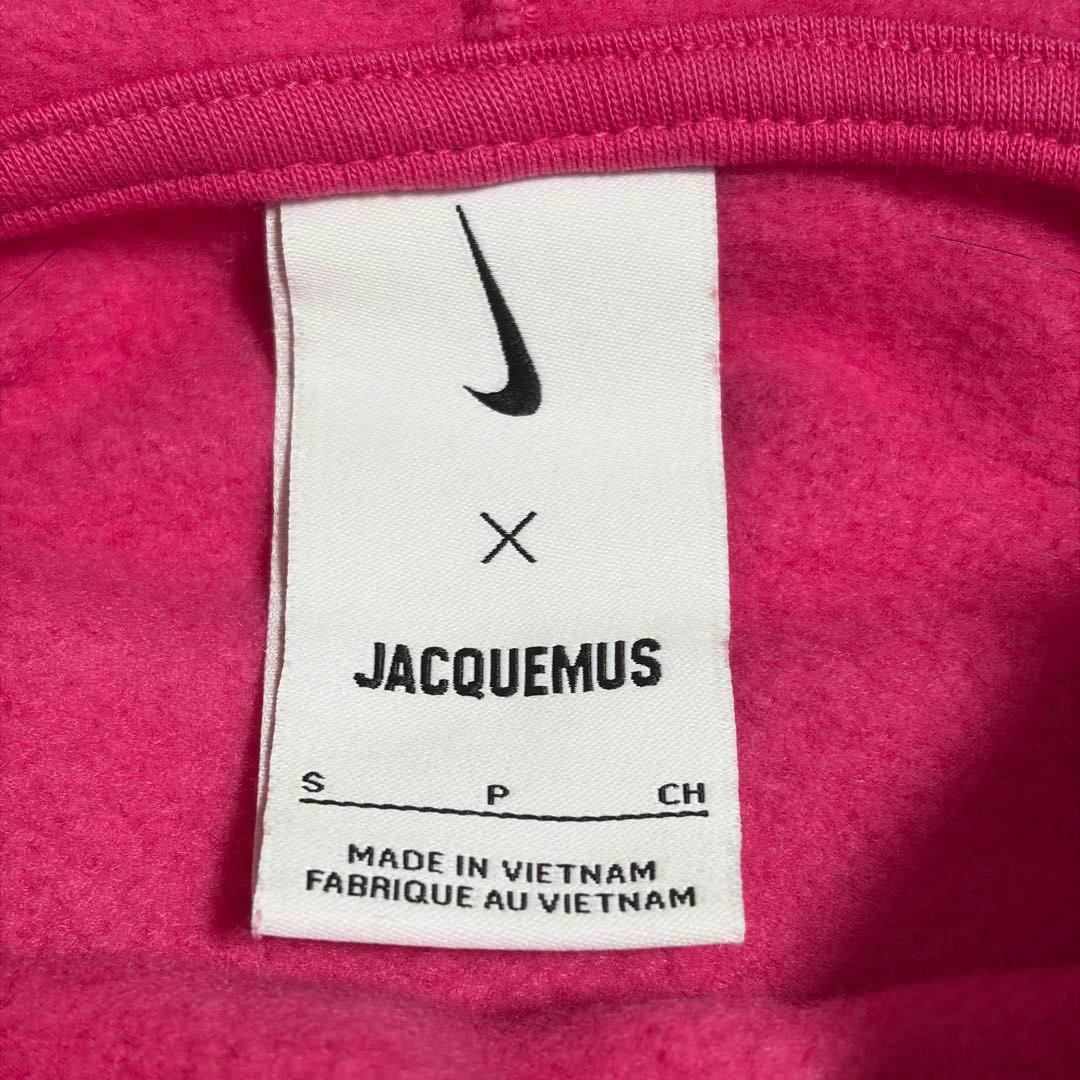 X
JACQUEMUS
S P CH
MADE IN VIETNAM
FABRIQUE AU VIETNAM